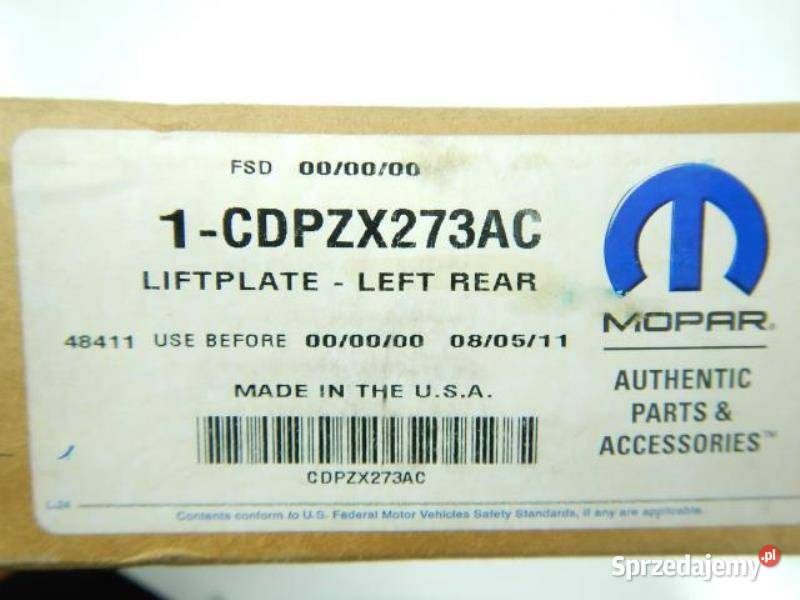 FSD 00/00/00
1-CDPZX273AC
LIFTPLATE - LEFT REAR
48411 USE BEFORE 00/00/00 08/05/11
MADE IN THE U.S.A.
CDPZX273AC
L-24
Contents conform to U.S. Federal Motor Vehicles Safety Standards, if any are applicable.
MOPAR®
AUTHENTIC
PARTS &
ACCESSORIES™
Sprzedajemy.pl